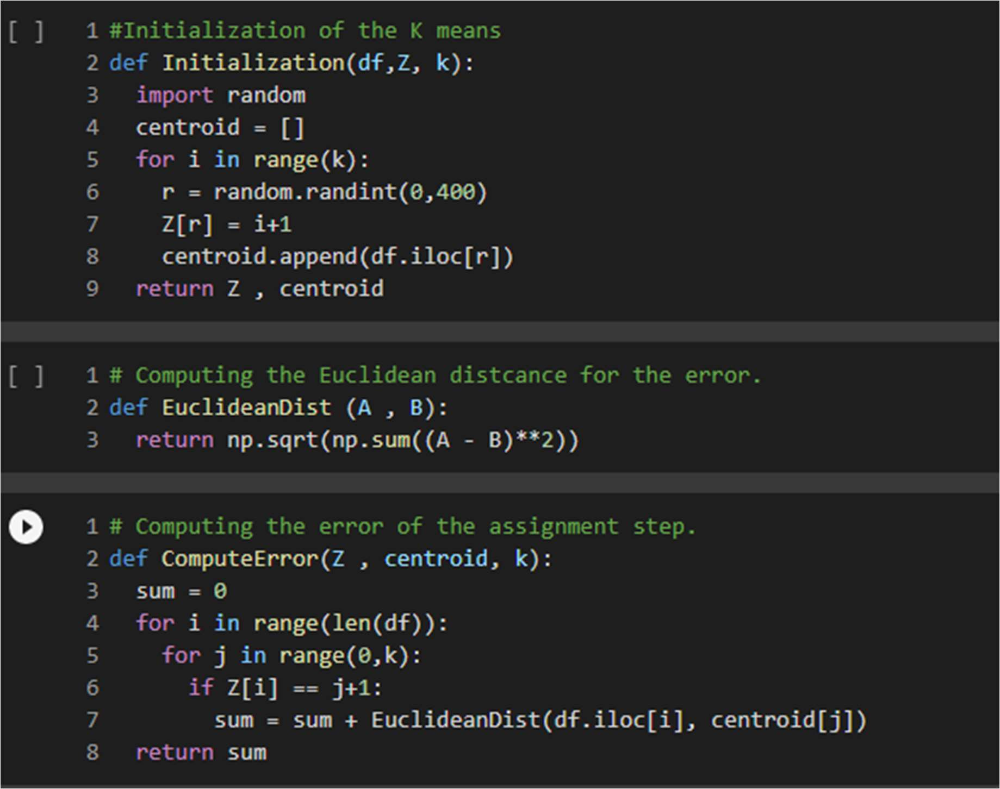 [ ] 1 #Initialization of the K means
2 def Initialization(df,Z, k):
3   import random
4   centroid = []
5   for i in range(k):
6     r = random.randint(0,400)
7     Z[r] = i+1
8     centroid.append(df.iloc[r])
9   return Z , centroid
[ ] 1 # Computing the Euclidean distcance for the error.
2 def EuclideanDist (A , B):
3   return np.sqrt(np.sum((A - B)**2))
1 # Computing the error of the assignment step.
2 def ComputeError(Z , centroid, k):
3   sum = 0
4   for i in range(len(df)):
5     for j in range(0,k):
6       if Z[i] == j+1:
7         sum = sum + EuclideanDist(df.iloc[i], centroid[j])
8   return sum